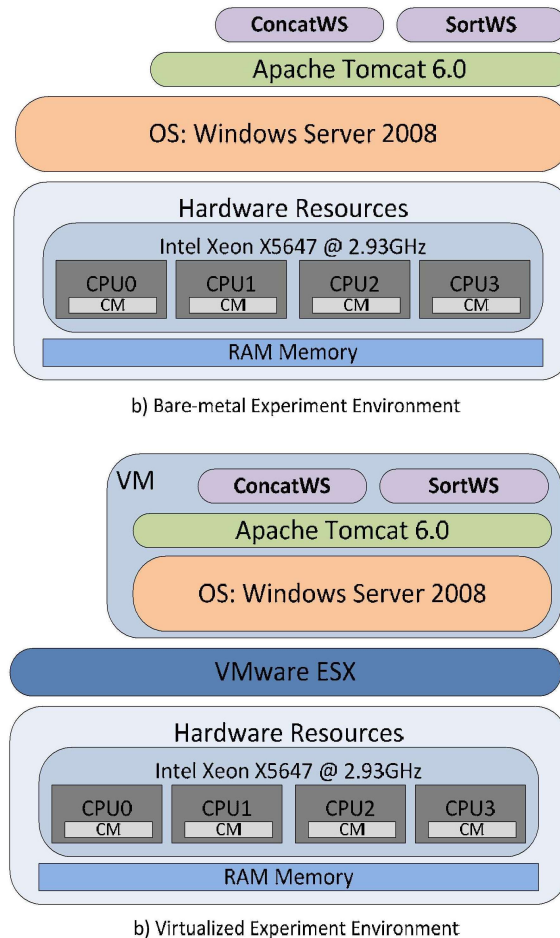 ConcatWS SortWS
Apache Tomcat 6.0
OS: Windows Server 2008
Hardware Resources
Intel Xeon X5647 @ 2.93GHz
CPU0 CPU1 CPU2 CPU3
CM CM CM CM
RAM Memory
b) Bare-metal Experiment Environment
VM
ConcatWS SortWS
Apache Tomcat 6.0
OS: Windows Server 2008
VMware ESX
Hardware Resources
Intel Xeon X5647 @ 2.93GHz
CPU0 CPU1 CPU2 CPU3
CM CM CM CM
RAM Memory
b) Virtualized Experiment Environment